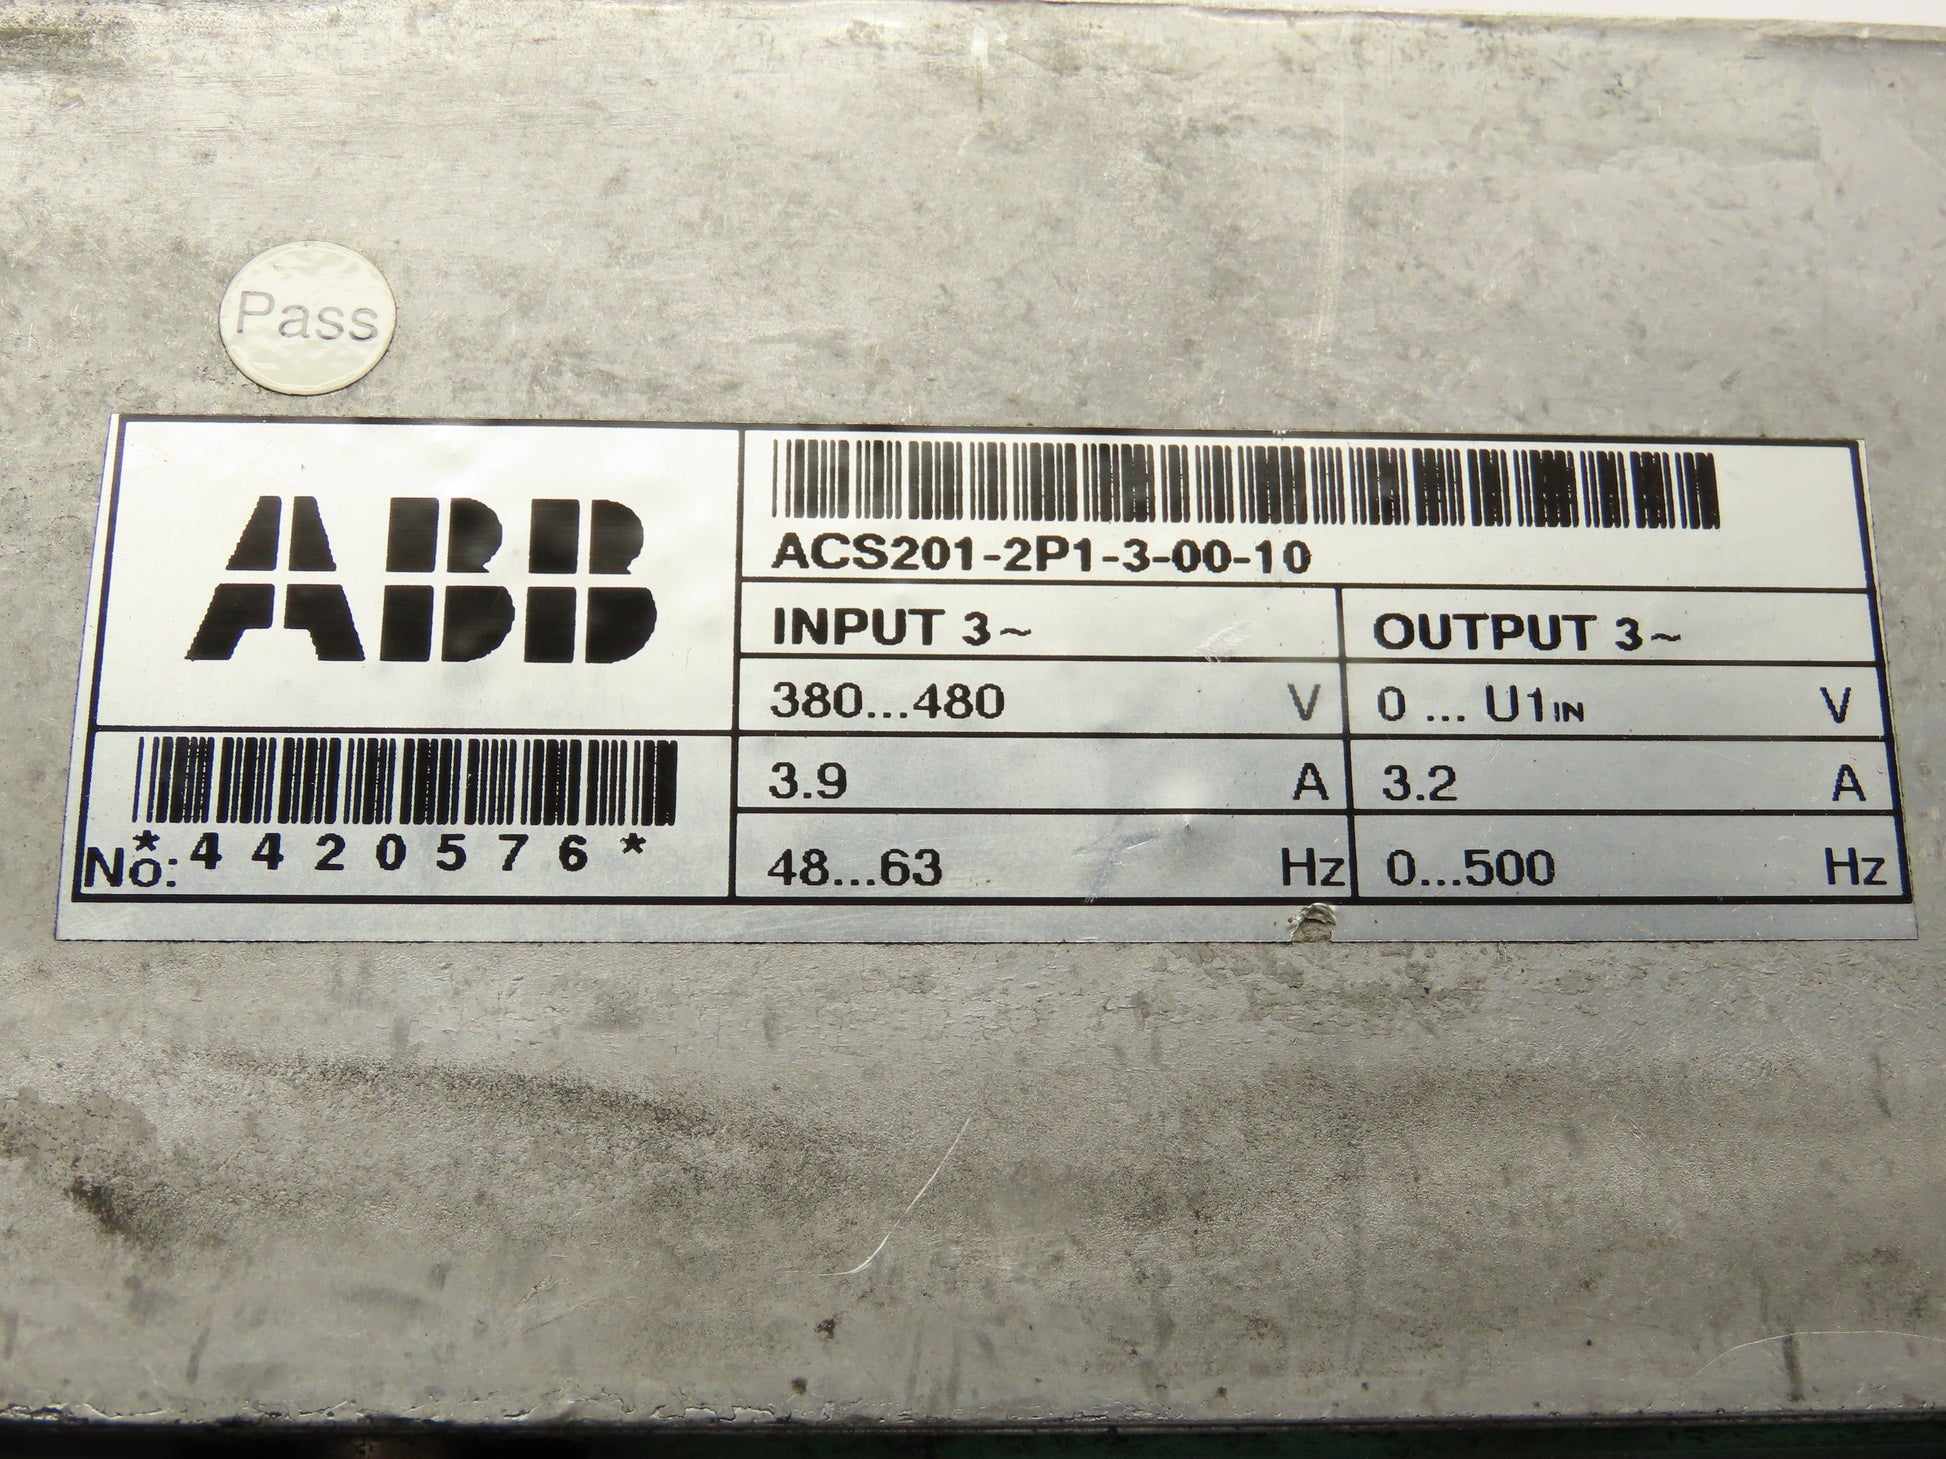 Pass
ABB
ACS201-2P1-3-00-10
INPUT 3~ OUTPUT 3~
380...480 V 0 ... U1IN V
3.9 A 3.2 A
48...63 Hz 0...500 Hz
No: *4420576*